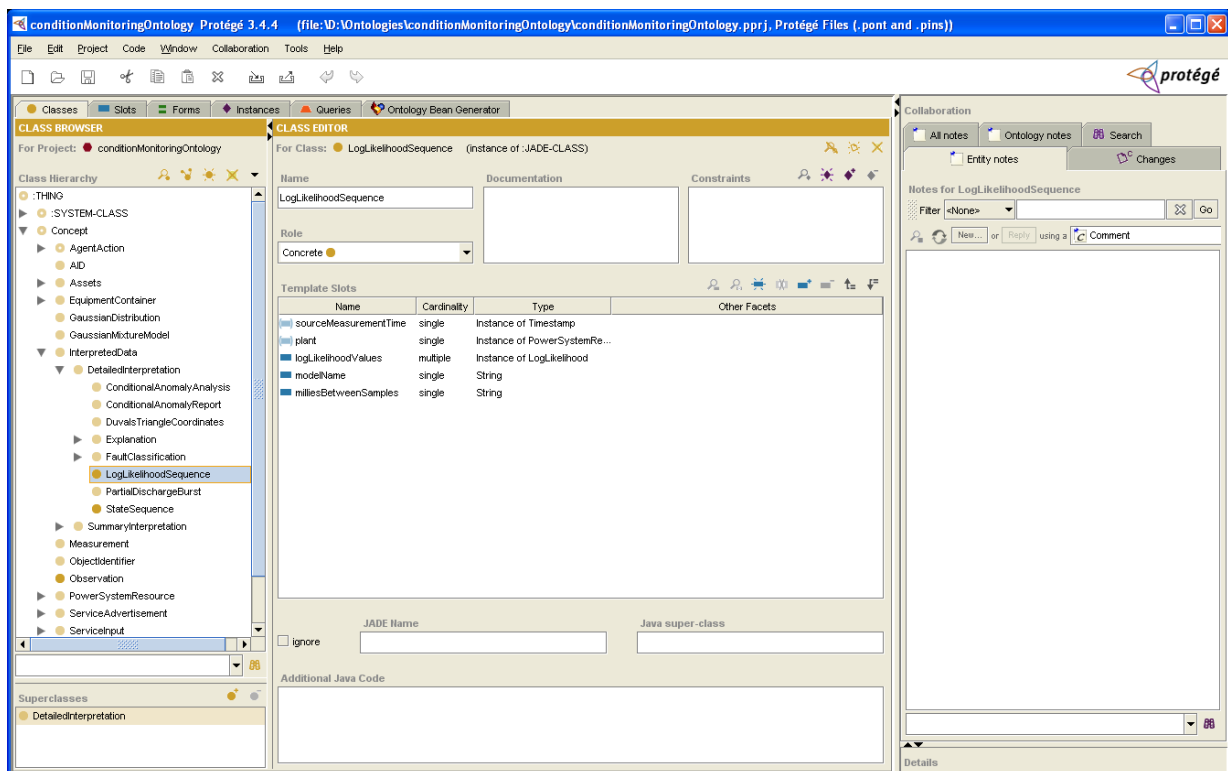 conditionMonitoringOntology Protégé 3.4.4 (file:\D:\Ontologies\conditionMonitoringOntology\conditionMonitoringOntology.pprj, Protégé Files (.pont and .pins))
File Edit Project Code Window Collaboration Tools Help
protégé
Classes Slots Forms Instances Queries Ontology Bean Generator
CLASS BROWSER
For Project: conditionMonitoringOntology
Class Hierarchy
:THING
:SYSTEM-CLASS
Concept
AgentAction
AID
Assets
EquipmentContainer
GaussianDistribution
GaussianMixtureModel
InterpretedData
DetailedInterpretation
ConditionalAnomalyAnalysis
ConditionalAnomalyReport
DuvalsTriangleCoordinates
Explanation
FaultClassification
LogLikelihoodSequence
PartialDischargeBurst
StateSequence
SummaryInterpretation
Measurement
ObjectIdentifier
Observation
PowerSystemResource
ServiceAdvertisement
ServiceInput
Superclasses
DetailedInterpretation
CLASS EDITOR
For Class: LogLikelihoodSequence (instance of :JADE-CLASS)
Name Documentation Constraints
LogLikelihoodSequence
Role
Concrete
Template Slots
Name Cardinality Type Other Facets
sourceMeasurementTime single Instance of Timestamp
plant single Instance of PowerSystemRe...
logLikelihoodValues multiple Instance of LogLikelihood
modelName single String
milliesBetweenSamples single String
JADE Name Java super-class
ignore
Additional Java Code
Collaboration
All notes Ontology notes Search
Entity notes Changes
Notes for LogLikelihoodSequence
Filter <None> Go
New... or Reply using a C Comment
Details